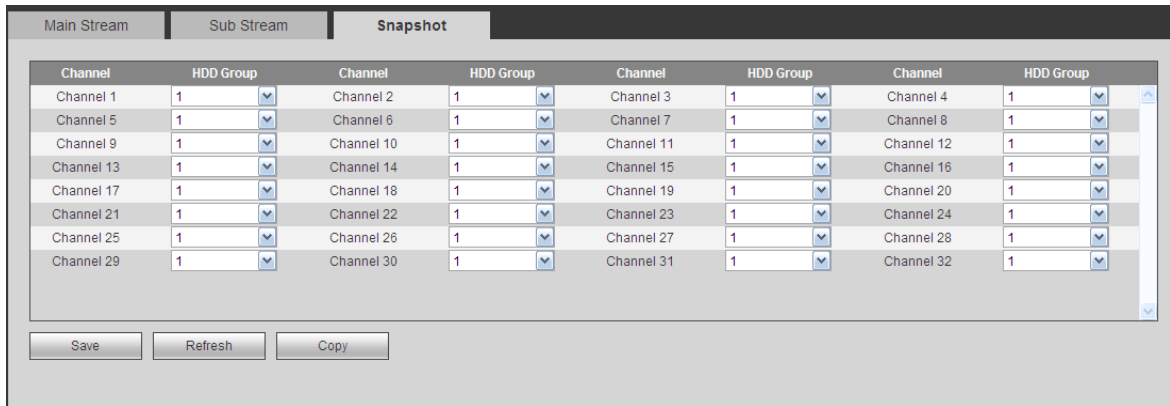 Main Stream Sub Stream Snapshot
Channel HDD Group Channel HDD Group Channel HDD Group Channel HDD Group
Channel 1 1 Channel 2 1 Channel 3 1 Channel 4 1
Channel 5 1 Channel 6 1 Channel 7 1 Channel 8 1
Channel 9 1 Channel 10 1 Channel 11 1 Channel 12 1
Channel 13 1 Channel 14 1 Channel 15 1 Channel 16 1
Channel 17 1 Channel 18 1 Channel 19 1 Channel 20 1
Channel 21 1 Channel 22 1 Channel 23 1 Channel 24 1
Channel 25 1 Channel 26 1 Channel 27 1 Channel 28 1
Channel 29 1 Channel 30 1 Channel 31 1 Channel 32 1
Save Refresh Copy